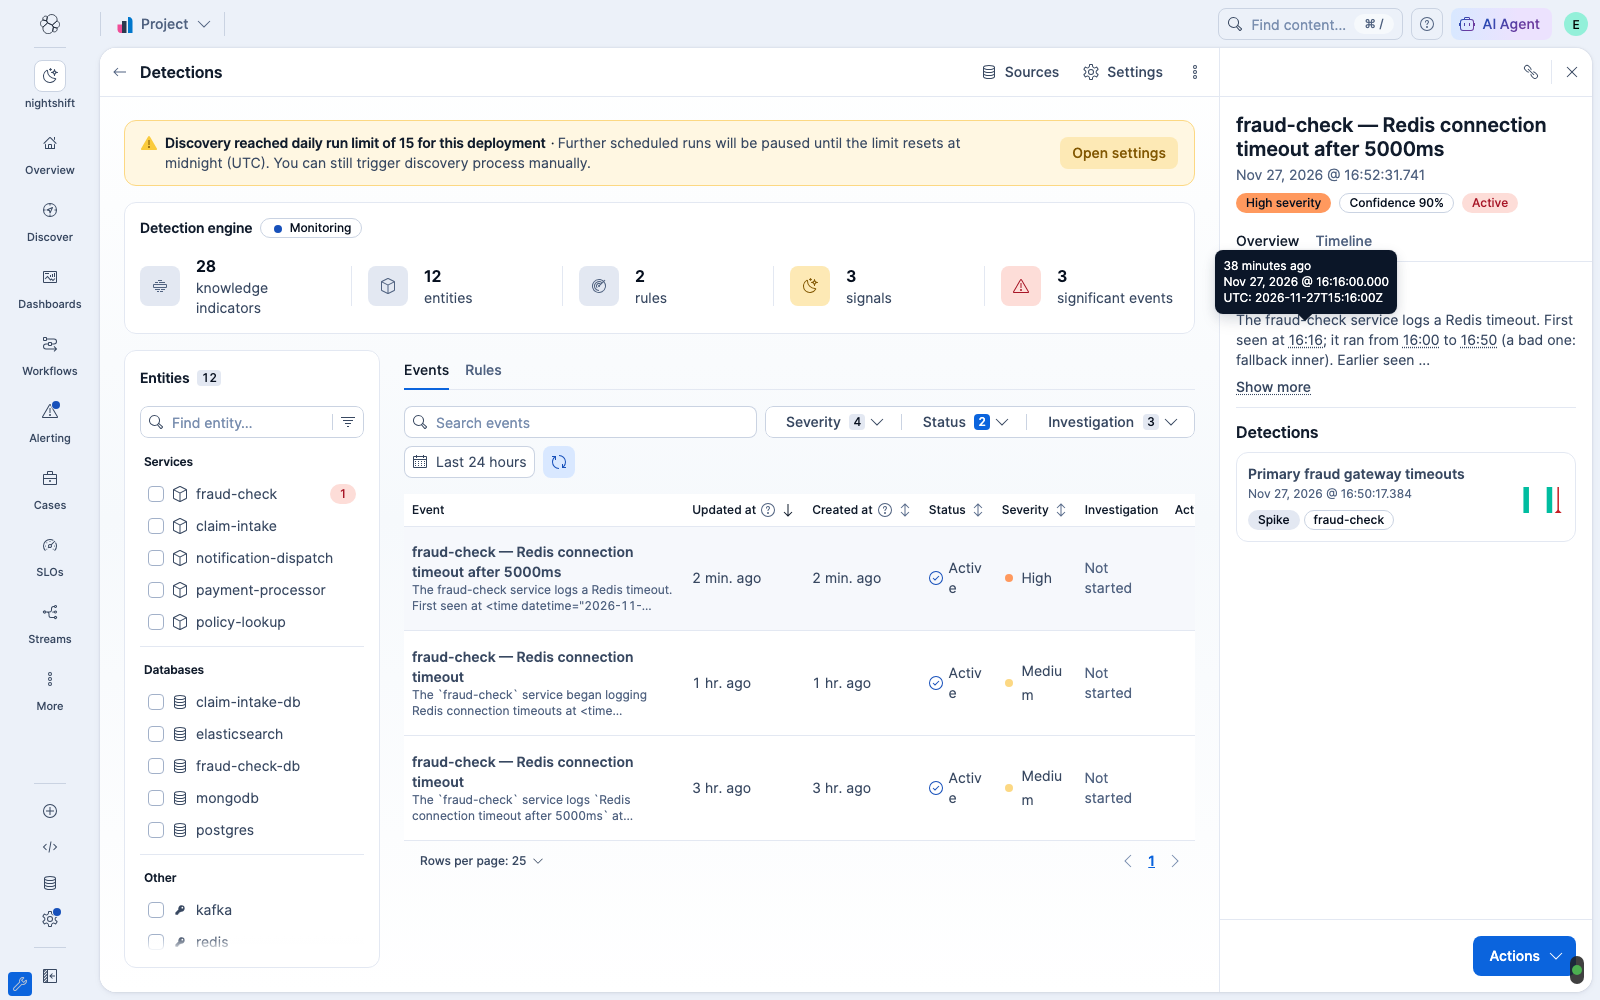 Project
Find content...
⌘ /
AI Agent
E
nightshift
Overview
Discover
Dashboards
Workflows
Alerting
Cases
SLOs
Streams
More
Detections
Sources
Settings
Discovery reached daily run limit of 15 for this deployment · Further scheduled runs will be paused until the limit resets at
midnight (UTC). You can still trigger discovery process manually.
Open settings
Detection engine
Monitoring
28
knowledge
indicators
12
entities
2
rules
3
signals
3
significant events
Entities 12
Find entity...
Services
fraud-check 1
claim-intake
notification-dispatch
payment-processor
policy-lookup
Databases
claim-intake-db
elasticsearch
fraud-check-db
mongodb
postgres
Other
kafka
redis
Events Rules
Search events
Severity 4
Status 2
Investigation 3
Last 24 hours
Event Updated at Created at Status Severity Investigation Act
fraud-check — Redis connection
timeout after 5000ms
The fraud-check service logs a Redis timeout.
First seen at <time datetime="2026-11-...
2 min. ago
2 min. ago
Activ
e
High
Not
started
fraud-check — Redis connection
timeout
The `fraud-check` service began logging
Redis connection timeouts at <time...
1 hr. ago
1 hr. ago
Activ
e
Mediu
m
Not
started
fraud-check — Redis connection
timeout
The `fraud-check` service logs `Redis
connection timeout after 5000ms` at...
3 hr. ago
3 hr. ago
Activ
e
Mediu
m
Not
started
Rows per page: 25
1
fraud-check — Redis connection
timeout after 5000ms
Nov 27, 2026 @ 16:52:31.741
High severity
Confidence 90%
Active
Overview Timeline
38 minutes ago
Nov 27, 2026 @ 16:16:00.000
UTC: 2026-11-27T15:16:00Z
The fraud-check service logs a Redis timeout. First
seen at 16:16; it ran from 16:00 to 16:50 (a bad one:
fallback inner). Earlier seen ...
Show more
Detections
Primary fraud gateway timeouts
Nov 27, 2026 @ 16:50:17.384
Spike
fraud-check
Actions